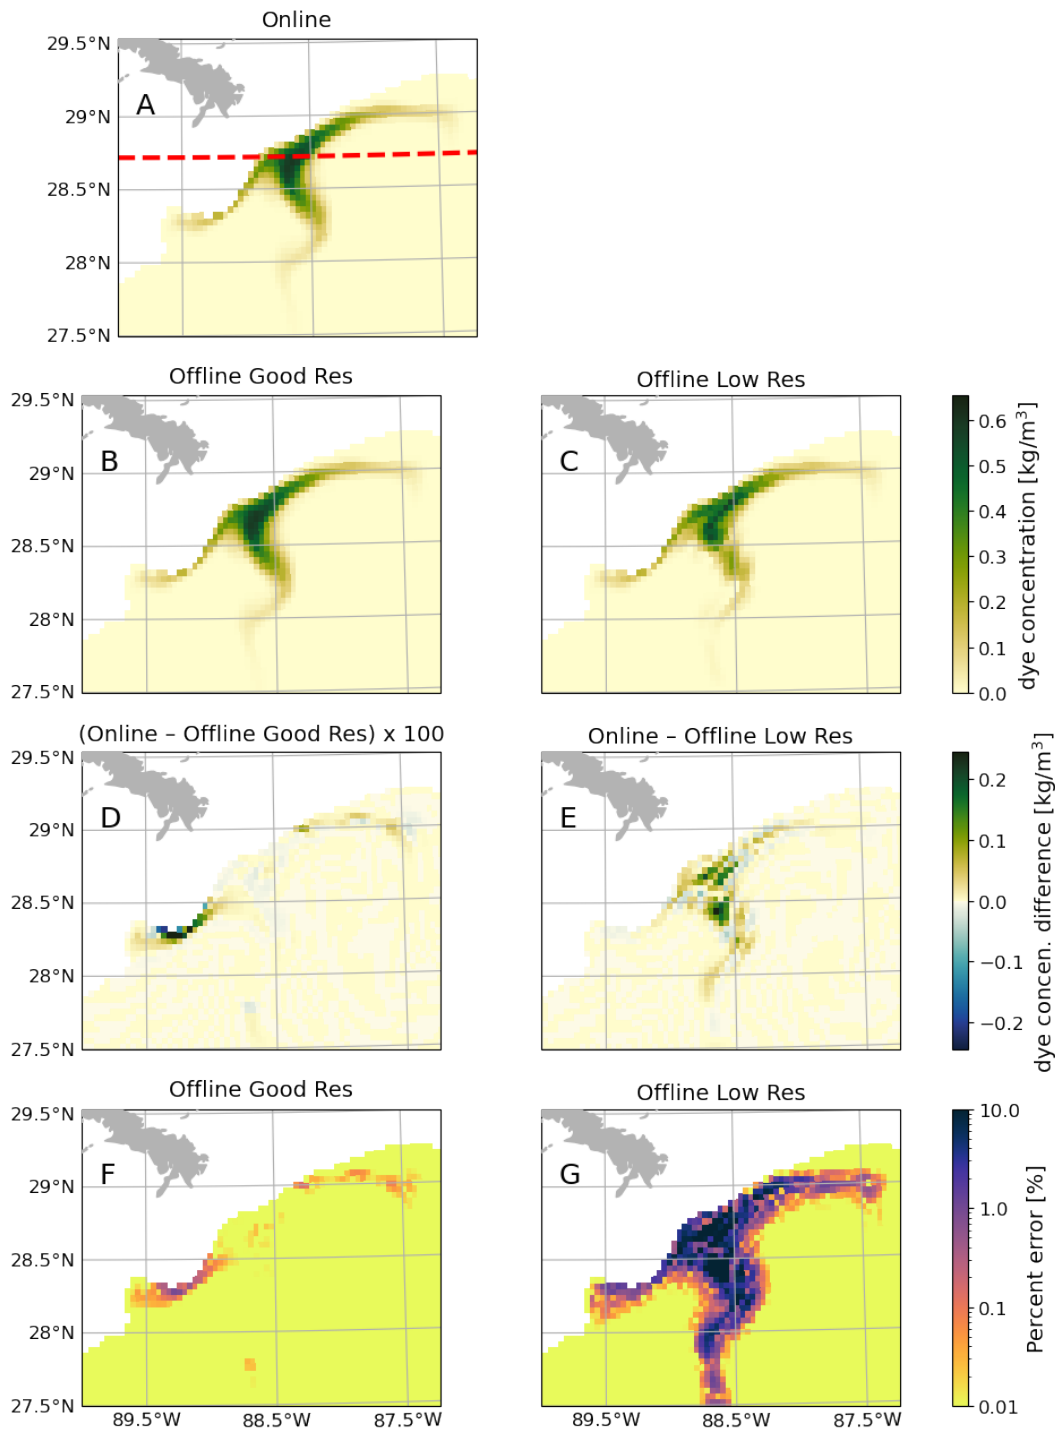 Online
29.5°N
A
29°N
28.5°N
28°N
27.5°N
Offline Good Res
Offline Low Res
29.5°N
B
C
29°N
28.5°N
28°N
27.5°N
0.6
0.5
0.4
0.3
0.2
0.1
0.0
dye concentration [kg/m³]
(Online – Offline Good Res) x 100
Online – Offline Low Res
29.5°N
D
E
29°N
28.5°N
28°N
27.5°N
0.2
0.1
0.0
−0.1
−0.2
dye concen. difference [kg/m³]
Offline Good Res
Offline Low Res
29.5°N
F
G
29°N
28.5°N
28°N
27.5°N
89.5°W 88.5°W 87.5°W
89.5°W 88.5°W 87.5°W
10.0
1.0
0.1
0.01
Percent error [%]